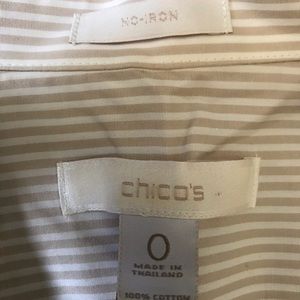 NO-IRON
chico's
0
MADE IN
THAILAND
100% COTTON